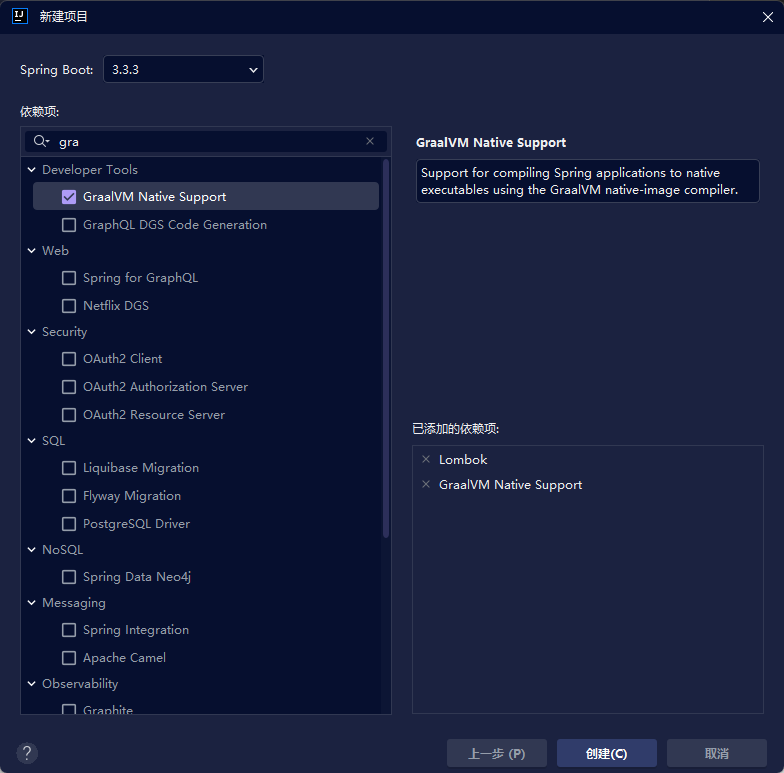 新建项目
Spring Boot:
3.3.3
依赖项:
gra
Developer Tools
GraalVM Native Support
GraphQL DGS Code Generation
Web
Spring for GraphQL
Netflix DGS
Security
OAuth2 Client
OAuth2 Authorization Server
OAuth2 Resource Server
SQL
Liquibase Migration
Flyway Migration
PostgreSQL Driver
NoSQL
Spring Data Neo4j
Messaging
Spring Integration
Apache Camel
Observability
Graphite
GraalVM Native Support
Support for compiling Spring applications to native
executables using the GraalVM native-image compiler.
已添加的依赖项:
Lombok
GraalVM Native Support
?
上一步 (P)
创建(C)
取消